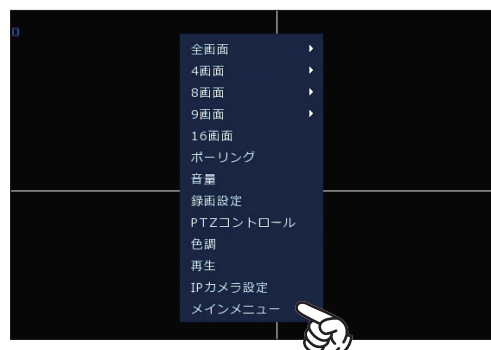 全画面
4画面
8画面
9画面
16画面
ポーリング
音量
録画設定
PTZコントロール
色調
再生
IPカメラ設定
メインメニュー